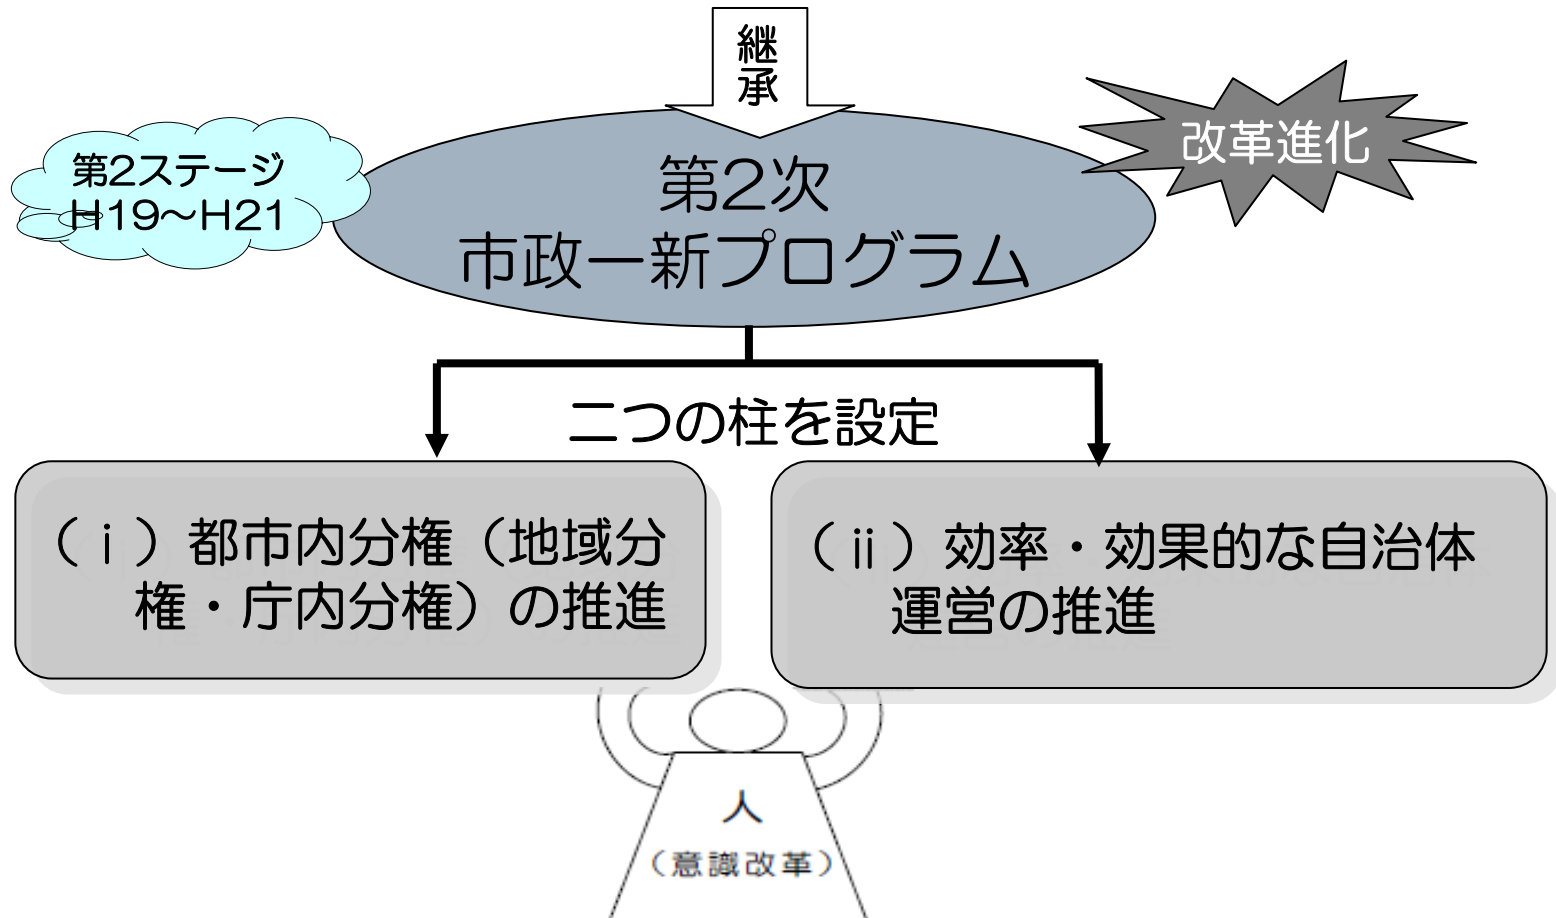 継承
改革進化
第2ステージ
H19～H21
第2次
市政一新プログラム
二つの柱を設定
（ⅰ）都市内分権（地域分
権・庁内分権）の推進
（ⅱ）効率・効果的な自治体
運営の推進
人
（意識改革）